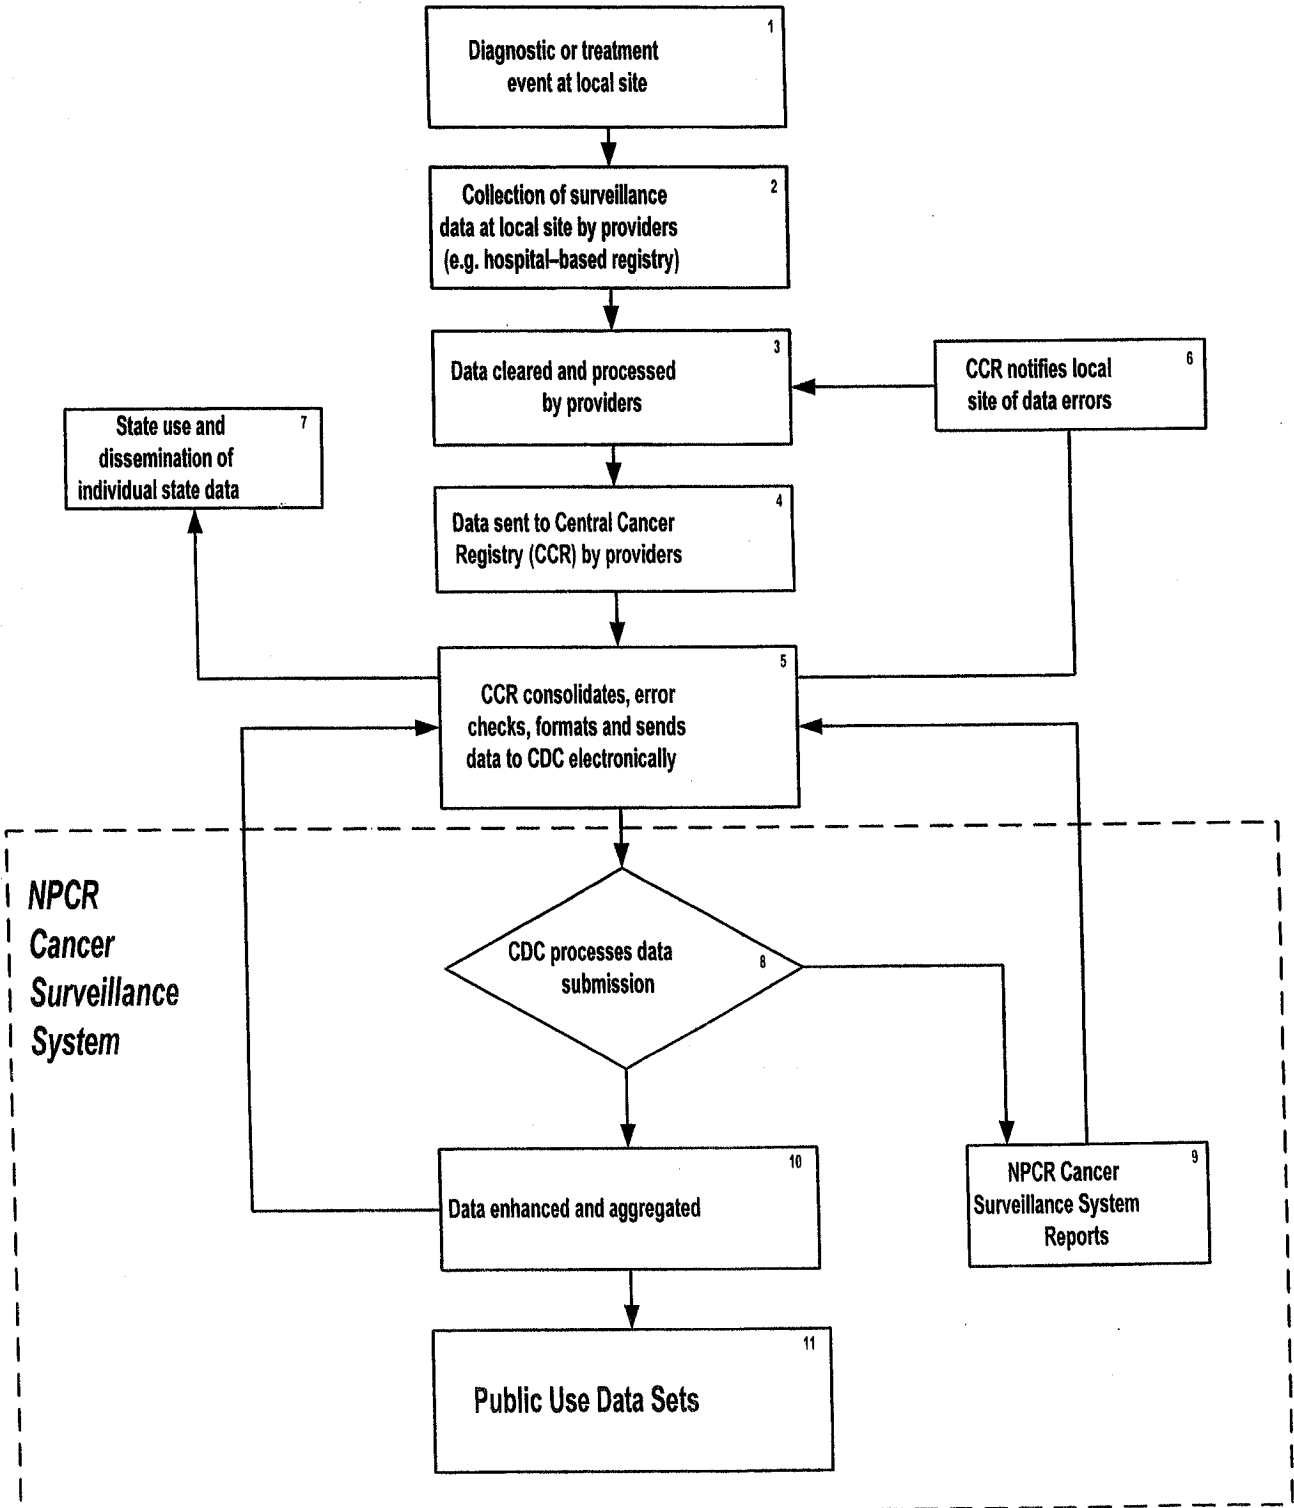 1
Diagnostic or treatment
event at local site
2
Collection of surveillance
data at local site by providers
(e.g. hospital–based registry)
3
Data cleared and processed
by providers
6
CCR notifies local
site of data errors
7
State use and
dissemination of
individual state data
4
Data sent to Central Cancer
Registry (CCR) by providers
5
CCR consolidates, error
checks, formats and sends
data to CDC electronically
NPCR
Cancer
Surveillance
System
CDC processes data
8
submission
10
Data enhanced and aggregated
9
NPCR Cancer
Surveillance System
Reports
11
Public Use Data Sets